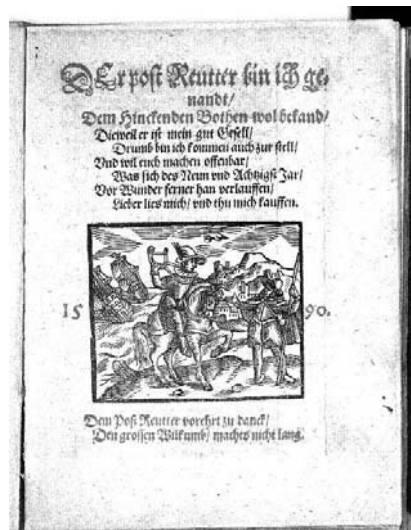 DEr post Reutter bin ich ge-
nandt/
Dem Hinckenden Bothen wol bekand/
Dieweil er ist mein gut Gesell/
Drumb bin ich kommen auch zur stell/
Vnd wil euch machen offenbar/
Was sich des Neun vnd Achtzigst Jar/
Vor Wunder ferner han verlauffen/
Lieber lies mich/ vnd thu mich kauffen.
15 90.
Dem Post Reutter vorehrt zu danck/
Den grossen Wilkumb/ machts nicht lang.